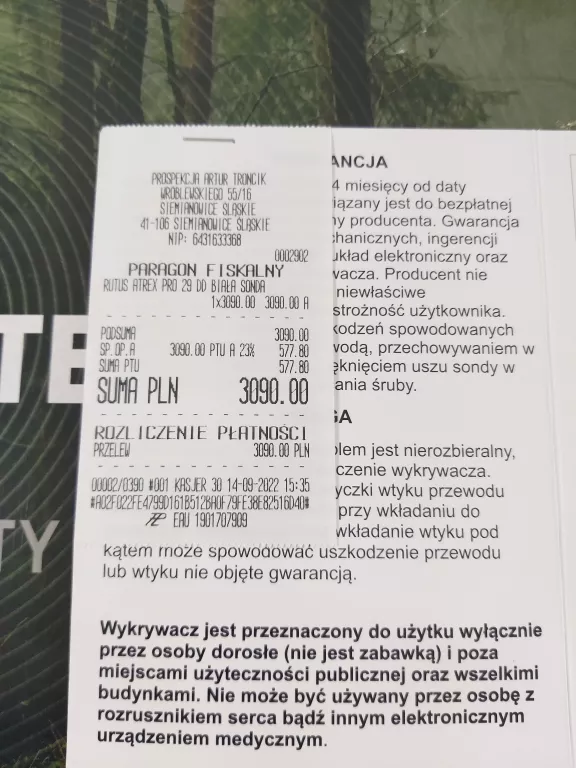 TE
TY
PROSPEKCJA ARTUR TRONCIK
WRÓBLEWSKIEGO 55/16
SIEMIANOWICE ŚLĄSKIE
41-106 SIEMIANOWICE ŚLĄSKIE
NIP: 6431633368
0002902
PARAGON FISKALNY
RUTUS ATREX PRO 29 DD BIAŁA SONDA
1x3090.00 3090.00 A
PODSUMA 3090.00
SP.OP.A 3090.00 PTU A 23% 577.80
SUMA PTU 577.80
SUMA PLN 3090.00
ROZLICZENIE PŁATNOŚCI
PRZELEW 3090.00 PLN
00002/0390 #001 KASJER 30 14-09-2022 15:35
#A02F022FE4799D161B512BA0F79FE38E82516D40#
EAU 1901707909
ANCJA
4 miesięcy od daty
iązany jest do bezpłatnej
ny producenta. Gwarancja
chanicznych, ingerencji
układ elektroniczny oraz
wacza. Producent nie
niewłaściwe
strożność użytkownika.
kodzeń spowodowanych
wodą, przechowywaniem w
ęknięciem uszu sondy w
ania śruby.
GA
blem jest nierozbieralny,
czenie wykrywacza.
yczki wtyku przewodu
przy wkładaniu do
wkładanie wtyku pod
kątem może spowodować uszkodzenie przewodu
lub wtyku nie objęte gwarancją.
Wykrywacz jest przeznaczony do użytku wyłącznie
przez osoby dorosłe (nie jest zabawką) i poza
miejscami użyteczności publicznej oraz wszelkimi
budynkami. Nie może być używany przez osobę z
rozrusznikiem serca bądź innym elektronicznym
urządzeniem medycznym.